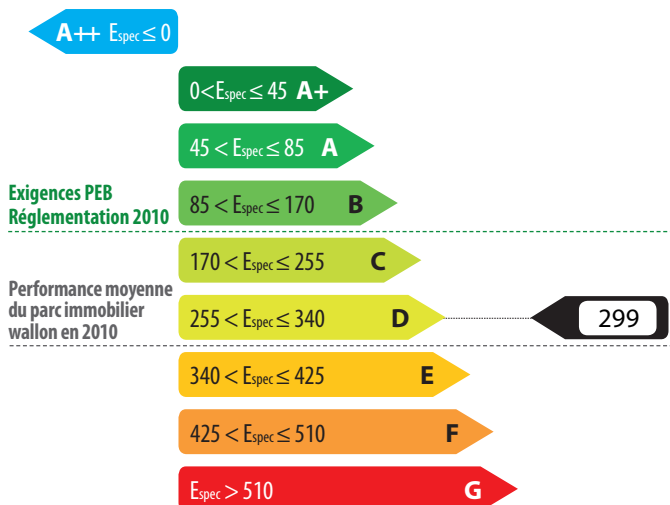 A++ Espec ≤ 0
0<Espec ≤ 45 A+
45 < Espec ≤ 85 A
Exigences PEB
Réglementation 2010
85 < Espec ≤ 170 B
170 < Espec ≤ 255 C
Performance moyenne
du parc immobilier
wallon en 2010
255 < Espec ≤ 340 D
299
340 < Espec ≤ 425 E
425 < Espec ≤ 510 F
Espec > 510 G